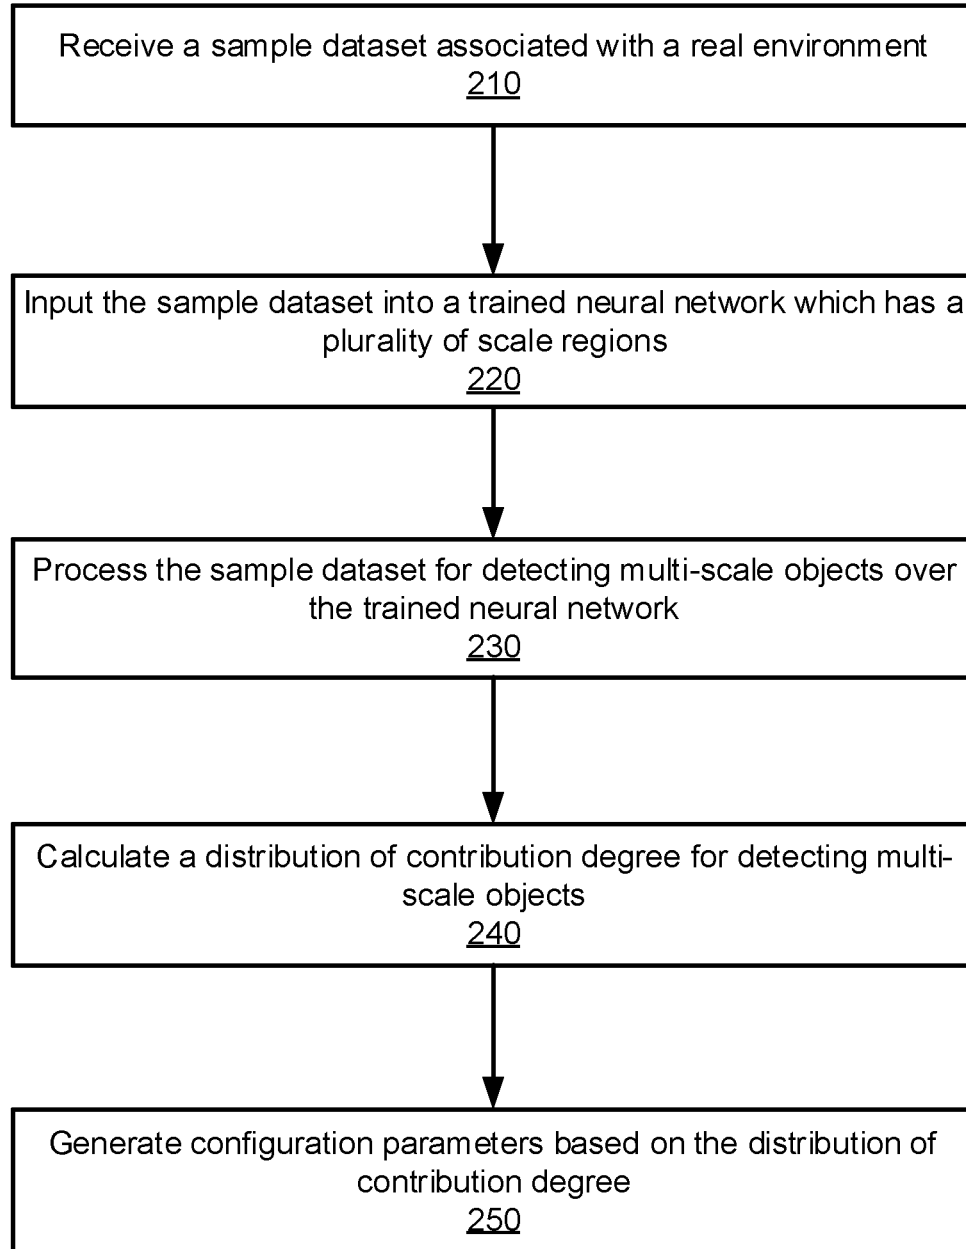 Receive a sample dataset associated with a real environment
210
Input the sample dataset into a trained neural network which has a
plurality of scale regions
220
Process the sample dataset for detecting multi-scale objects over
the trained neural network
230
Calculate a distribution of contribution degree for detecting multi-
scale objects
240
Generate configuration parameters based on the distribution of
contribution degree
250